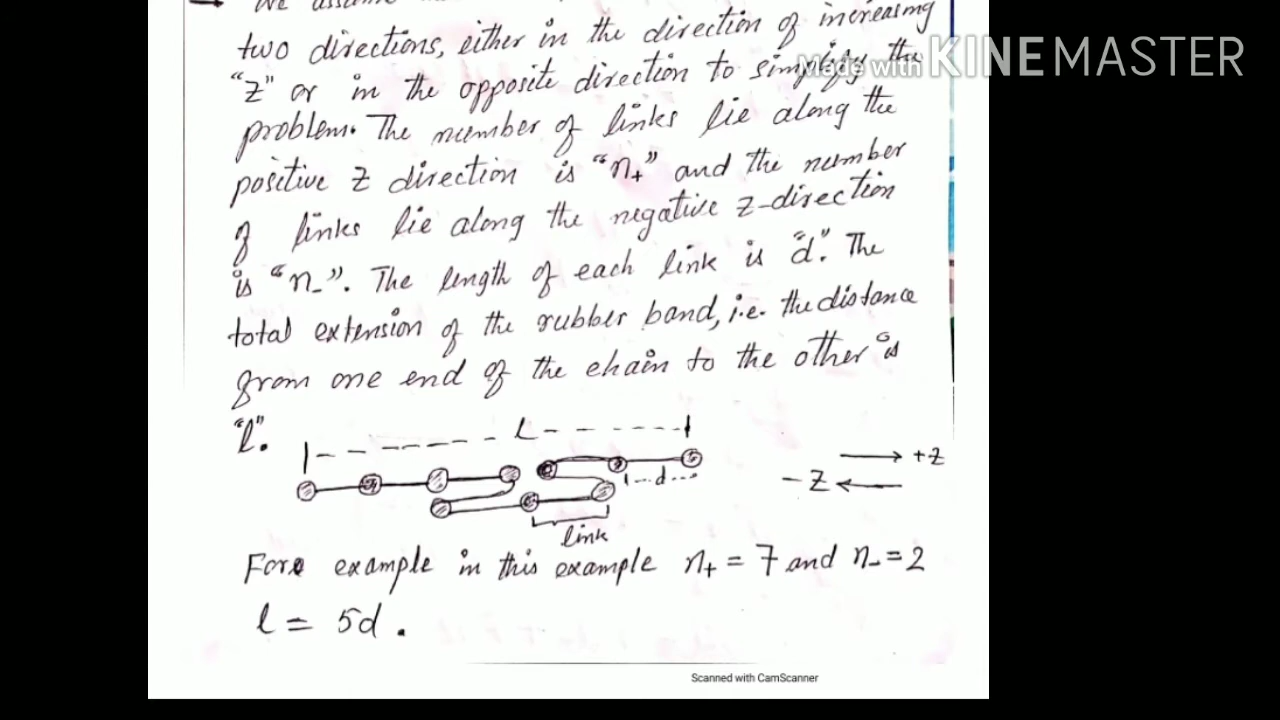 We assume
two directions, either in the direction of increasing
"z" or in the opposite direction to simplify the
Made with KINEMASTER
problem. The number of links lie along the
positive z direction is "n+" and the number
of links lie along the negative z-direction
is "n-". The length of each link is "d". The
total extension of the rubber band, i.e. the distance
from one end of the chain to the other is
"l".
L
+z
-z
d
link
Fore example in this example n+ = 7 and n- = 2
l = 5d.
Scanned with CamScanner